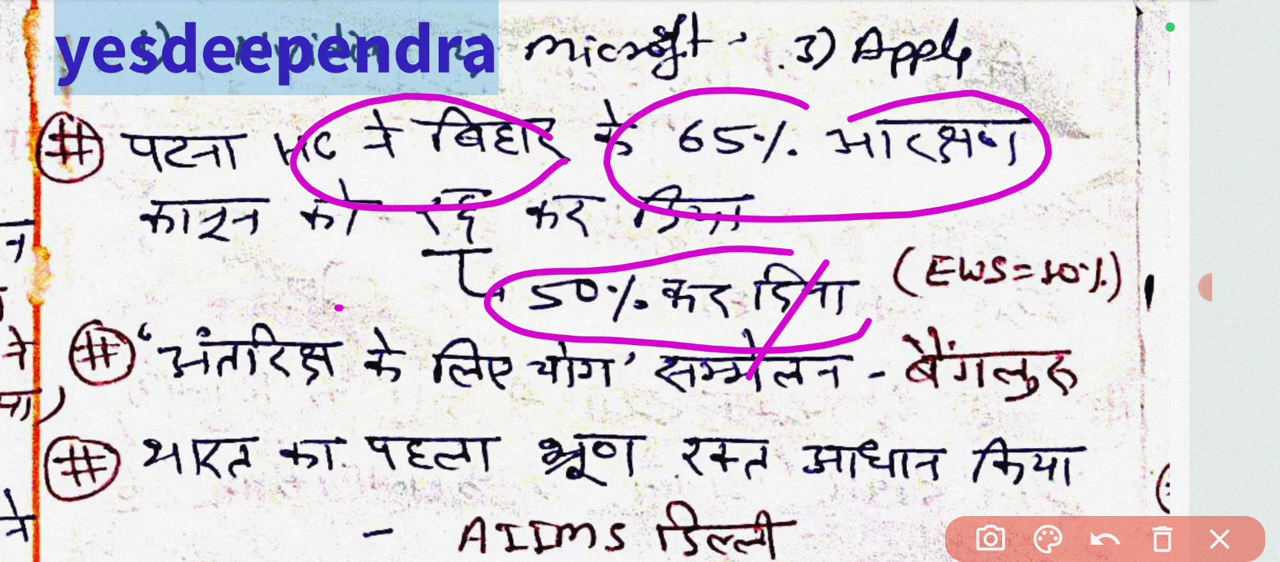 yesdeependra microsft . 3) Apple
# पटना HC ने बिहार के 65% आरक्षण
कानून को रद्द कर दिया
50% कर दिया (EWS=10%)
# 'अंतरिक्ष के लिए योग' सम्मेलन - बैंगलुरु
# भारत का पहला भ्रूण रक्त आधान किया
- AIIMS दिल्ली